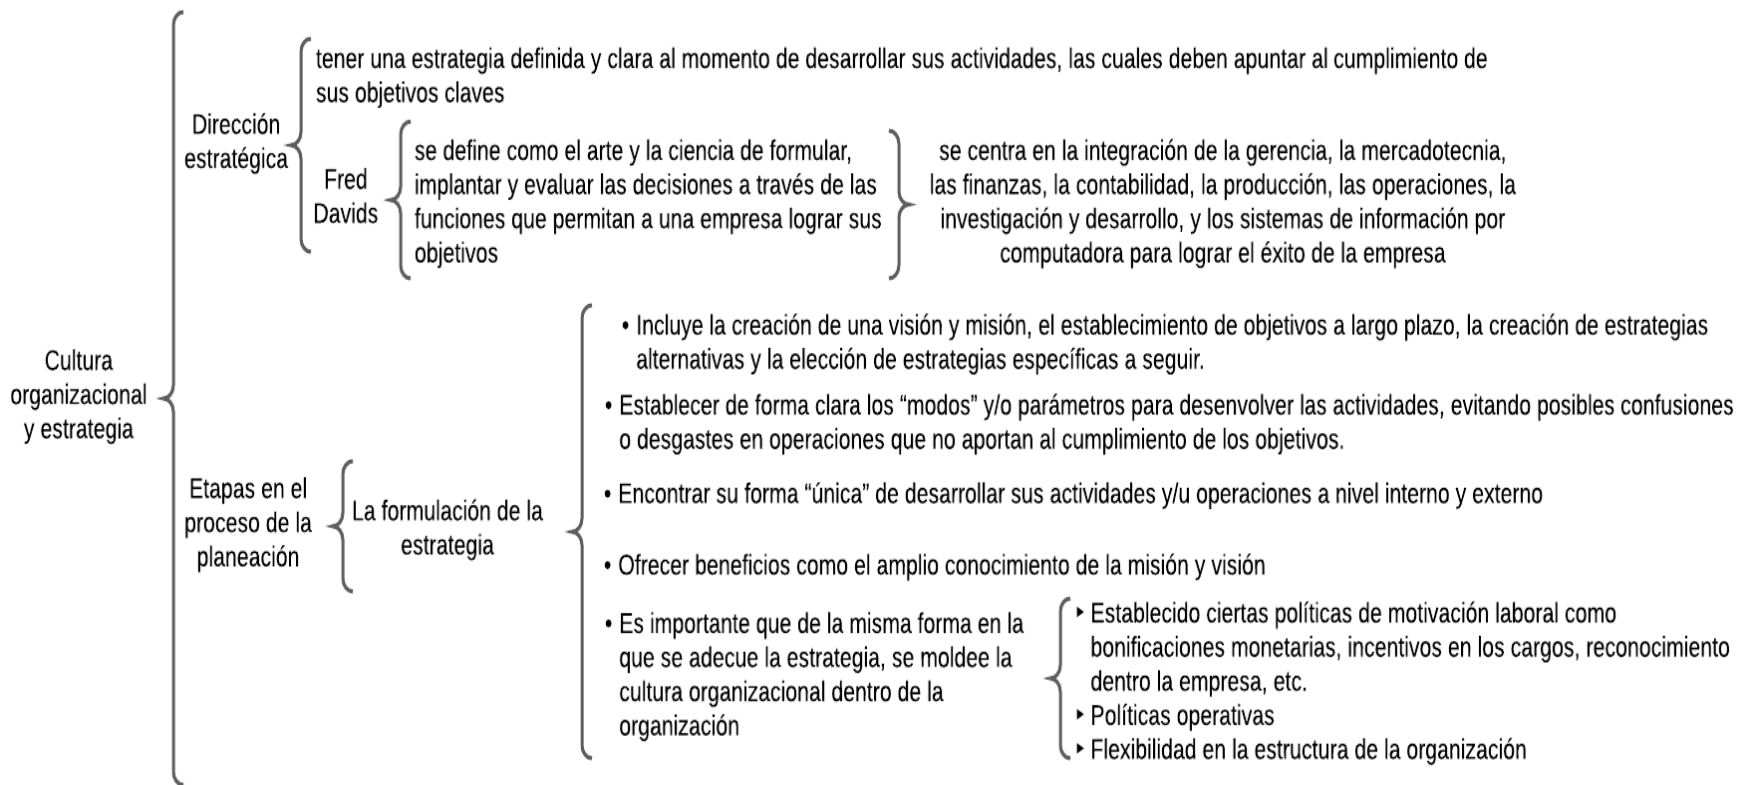 Cultura
organizacional
y estrategia
Dirección
estratégica
tener una estrategia definida y clara al momento de desarrollar sus actividades, las cuales deben apuntar al cumplimiento de
sus objetivos claves
Fred
Davids
se define como el arte y la ciencia de formular,
implantar y evaluar las decisiones a través de las
funciones que permitan a una empresa lograr sus
objetivos
se centra en la integración de la gerencia, la mercadotecnia,
las finanzas, la contabilidad, la producción, las operaciones, la
investigación y desarrollo, y los sistemas de información por
computadora para lograr el éxito de la empresa
Etapas en el
proceso de la
planeación
La formulación de la
estrategia
• Incluye la creación de una visión y misión, el establecimiento de objetivos a largo plazo, la creación de estrategias
alternativas y la elección de estrategias específicas a seguir.
• Establecer de forma clara los “modos” y/o parámetros para desenvolver las actividades, evitando posibles confusiones
o desgastes en operaciones que no aportan al cumplimiento de los objetivos.
• Encontrar su forma “única” de desarrollar sus actividades y/u operaciones a nivel interno y externo
• Ofrecer beneficios como el amplio conocimiento de la misión y visión
• Es importante que de la misma forma en la
que se adecue la estrategia, se moldee la
cultura organizacional dentro de la
organización
‣ Establecido ciertas políticas de motivación laboral como
bonificaciones monetarias, incentivos en los cargos, reconocimiento
dentro la empresa, etc.
‣ Políticas operativas
‣ Flexibilidad en la estructura de la organización